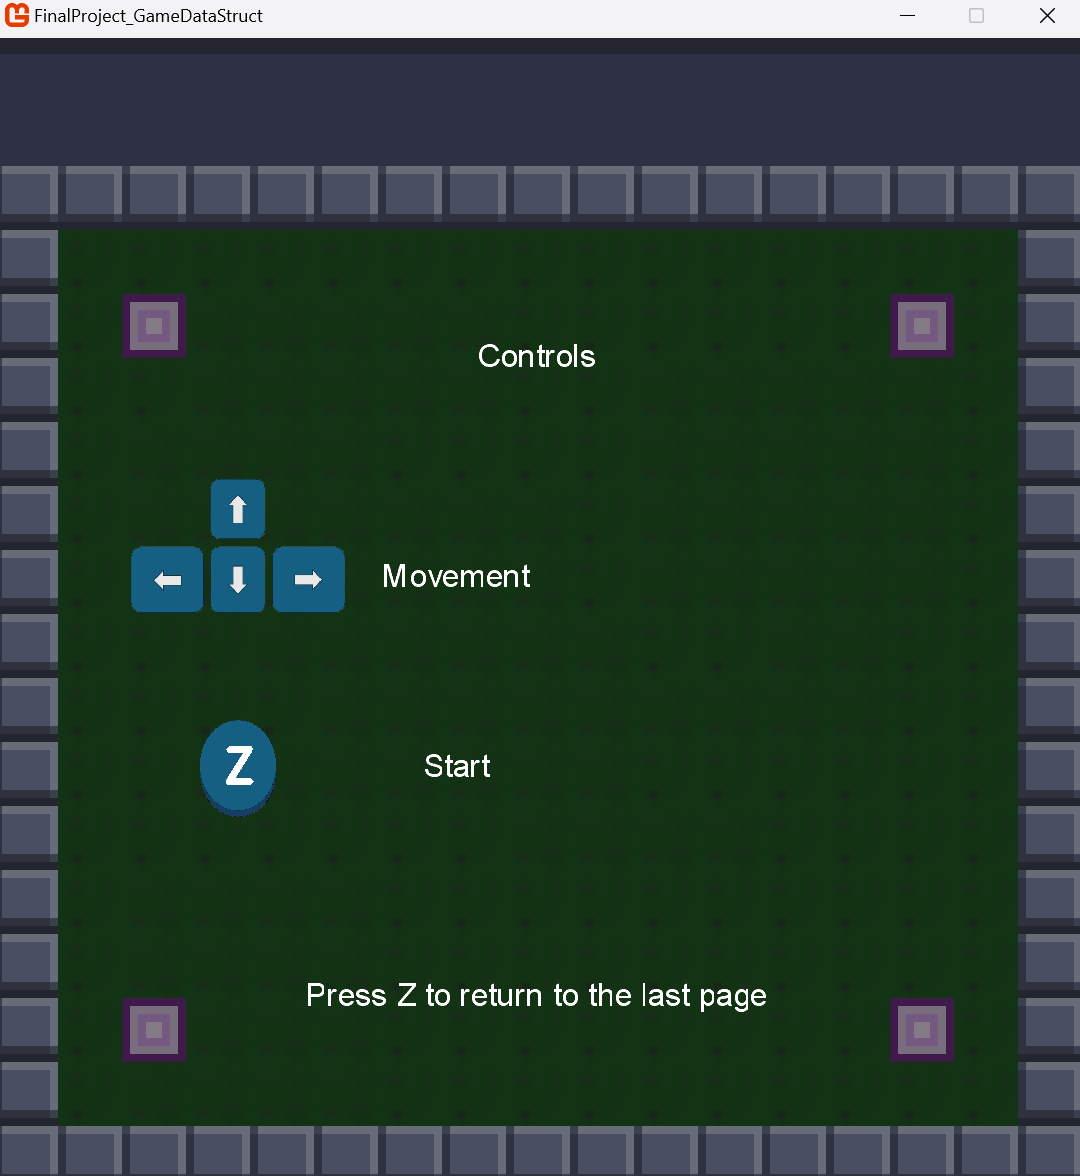 FinalProject_GameDataStruct
Controls
Movement
Z
Start
Press Z to return to the last page